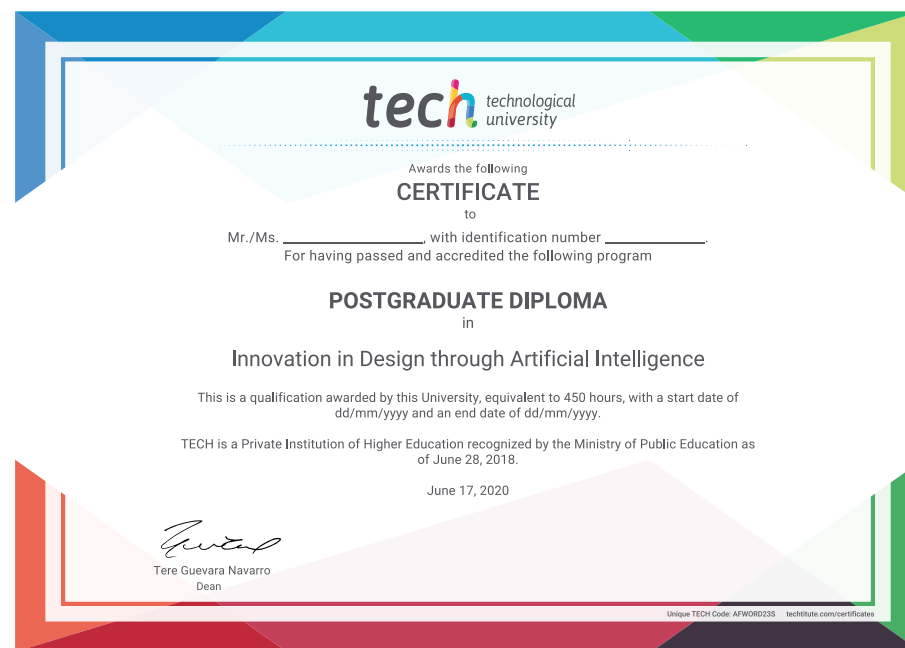 tech technological
university
Awards the following
CERTIFICATE
to
Mr./Ms. ____________, with identification number _________.
For having passed and accredited the following program
POSTGRADUATE DIPLOMA
in
Innovation in Design through Artificial Intelligence
This is a qualification awarded by this University, equivalent to 450 hours, with a start date of
dd/mm/yyyy and an end date of dd/mm/yyyy.
TECH is a Private Institution of Higher Education recognized by the Ministry of Public Education as
of June 28, 2018.
June 17, 2020
Tere Guevara Navarro
Dean
Unique TECH Code: AFWORD23S techtitute.com/certificates